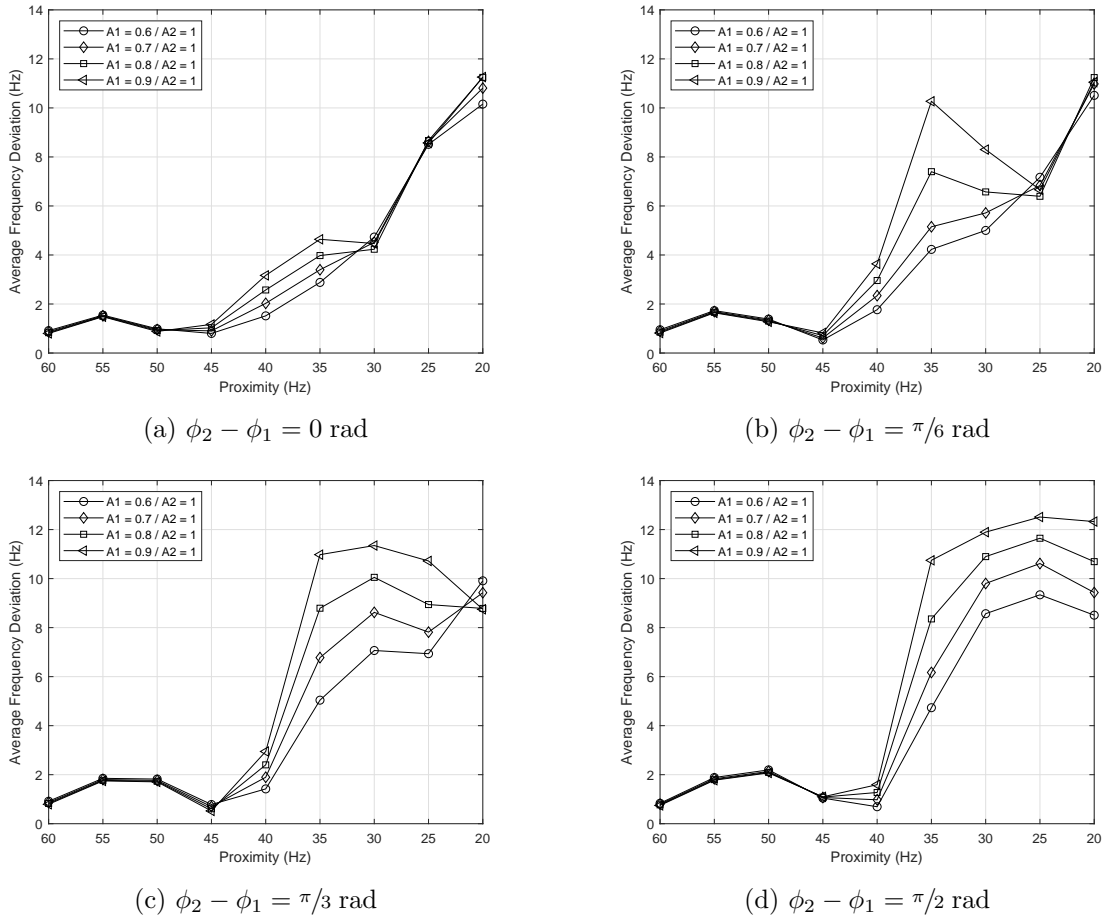 14
12
10
8
6
4
2
0
Average Frequency Deviation (Hz)
A1 = 0.6 / A2 = 1
A1 = 0.7 / A2 = 1
A1 = 0.8 / A2 = 1
A1 = 0.9 / A2 = 1
60 55 50 45 40 35 30 25 20
Proximity (Hz)
(a) ϕ₂ − ϕ₁ = 0 rad
14
12
10
8
6
4
2
0
Average Frequency Deviation (Hz)
A1 = 0.6 / A2 = 1
A1 = 0.7 / A2 = 1
A1 = 0.8 / A2 = 1
A1 = 0.9 / A2 = 1
60 55 50 45 40 35 30 25 20
Proximity (Hz)
(b) ϕ₂ − ϕ₁ = π/6 rad
14
12
10
8
6
4
2
0
Average Frequency Deviation (Hz)
A1 = 0.6 / A2 = 1
A1 = 0.7 / A2 = 1
A1 = 0.8 / A2 = 1
A1 = 0.9 / A2 = 1
60 55 50 45 40 35 30 25 20
Proximity (Hz)
(c) ϕ₂ − ϕ₁ = π/3 rad
14
12
10
8
6
4
2
0
Average Frequency Deviation (Hz)
A1 = 0.6 / A2 = 1
A1 = 0.7 / A2 = 1
A1 = 0.8 / A2 = 1
A1 = 0.9 / A2 = 1
60 55 50 45 40 35 30 25 20
Proximity (Hz)
(d) ϕ₂ − ϕ₁ = π/2 rad